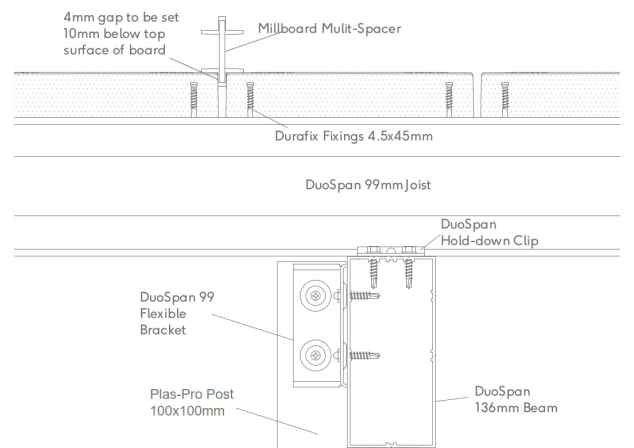 4mm gap to be set
10mm below top
surface of board
Millboard Mulit-Spacer
Durafix Fixings 4.5x45mm
DuoSpan 99mm Joist
DuoSpan
Hold-down Clip
DuoSpan 99
Flexible
Bracket
Plas-Pro Post
100x100mm
DuoSpan
136mm Beam